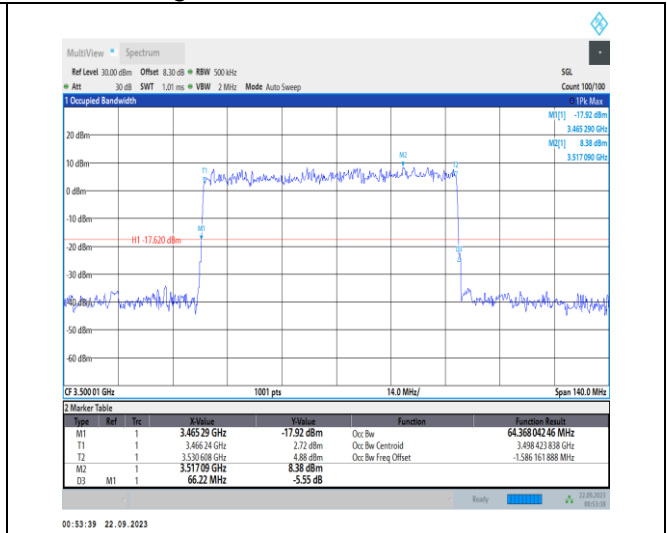 MultiView Spectrum
Ref Level 30.00 dBm Offset 8.30 dB RBW 500 kHz SGL
Att 30 dB SWT 1.01 ms VBW 2 MHz Mode Auto Sweep Count 100/100
1 Occupied Bandwidth 1Pk Max
M1[1] -17.92 dBm
3.465 290 GHz
20 dBm
M2[1] 8.38 dBm
3.517 090 GHz
M2
10 dBm
T1
T2
0 dBm
-10 dBm
M1
H1 -17.620 dBm
-20 dBm
D3
-30 dBm
-40 dBm
-50 dBm
-60 dBm
CF 3.500 01 GHz 1001 pts 14.0 MHz/ Span 140.0 MHz
2 Marker Table
Type Ref Trc X-Value Y-Value Function Function Result
M1 1 3.465 29 GHz -17.92 dBm Occ Bw 64.368 042 46 MHz
T1 1 3.466 24 GHz 2.72 dBm Occ Bw Centroid 3.498 423 838 GHz
T2 1 3.530 608 GHz 4.88 dBm Occ Bw Freq Offset -1.586 161 888 MHz
M2 1 3.517 09 GHz 8.38 dBm
D3 M1 1 66.22 MHz -5.55 dB
Ready 22.09.2023
00:53:38
00:53:39 22.09.2023